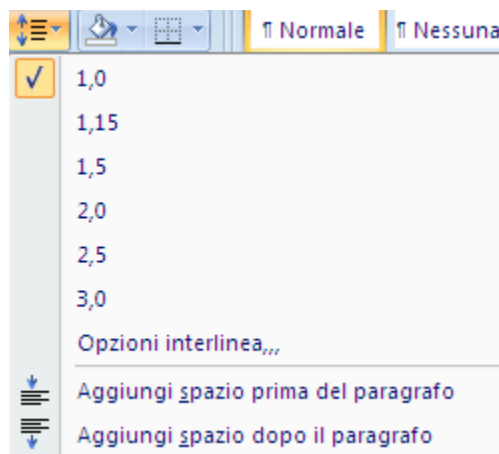 ¶ Normale ¶ Nessuna
1,0
1,15
1,5
2,0
2,5
3,0
Opzioni interlinea,,,
Aggiungi spazio prima del paragrafo
Aggiungi spazio dopo il paragrafo